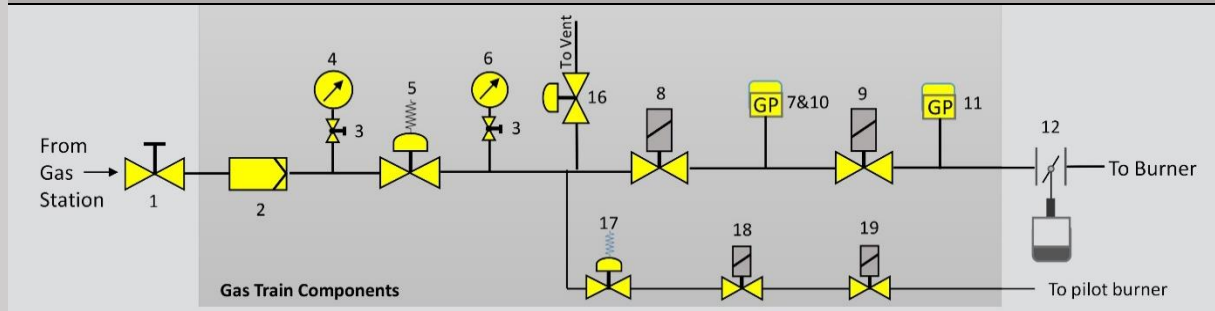 To Vent
4
6
5
16
8
9
GP 7&10
GP 11
12
3
3
From
Gas
Station
1
2
To Burner
17
18
19
Gas Train Components
To pilot burner